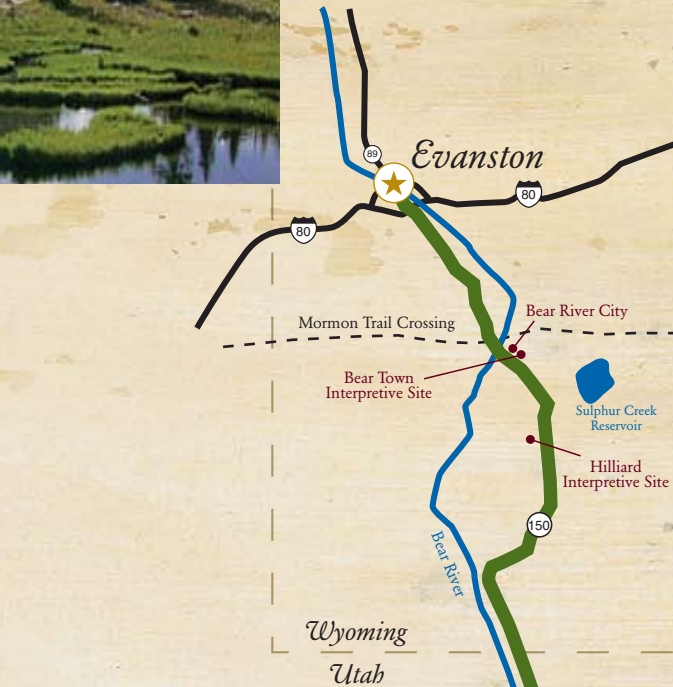 89
Evanston
80
80
Bear River City
Mormon Trail Crossing
Bear Town
Interpretive Site
Sulphur Creek
Reservoir
Hilliard
Interpretive Site
150
Bear River
Wyoming
Utah